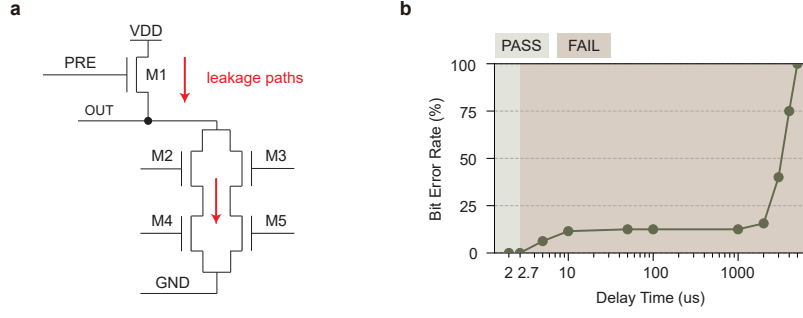 a
VDD
PRE
M1
leakage paths
OUT
M2
M3
M4
M5
GND
b
PASS
FAIL
100
75
50
25
0
Bit Error Rate (%)
2 2.7 10 100 1000
Delay Time (us)